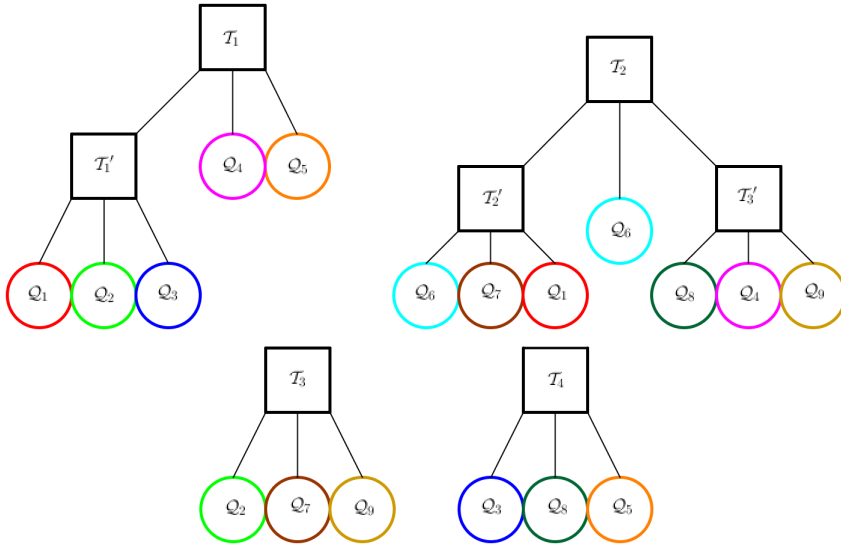 𝒯₁
𝒯₂
𝒯₁′
𝒬₄
𝒬₅
𝒯₂′
𝒬₆
𝒯₃′
𝒬₁
𝒬₂
𝒬₃
𝒬₆
𝒬₇
𝒬₁
𝒬₈
𝒬₄
𝒬₉
𝒯₃
𝒯₄
𝒬₂
𝒬₇
𝒬₉
𝒬₃
𝒬₈
𝒬₅